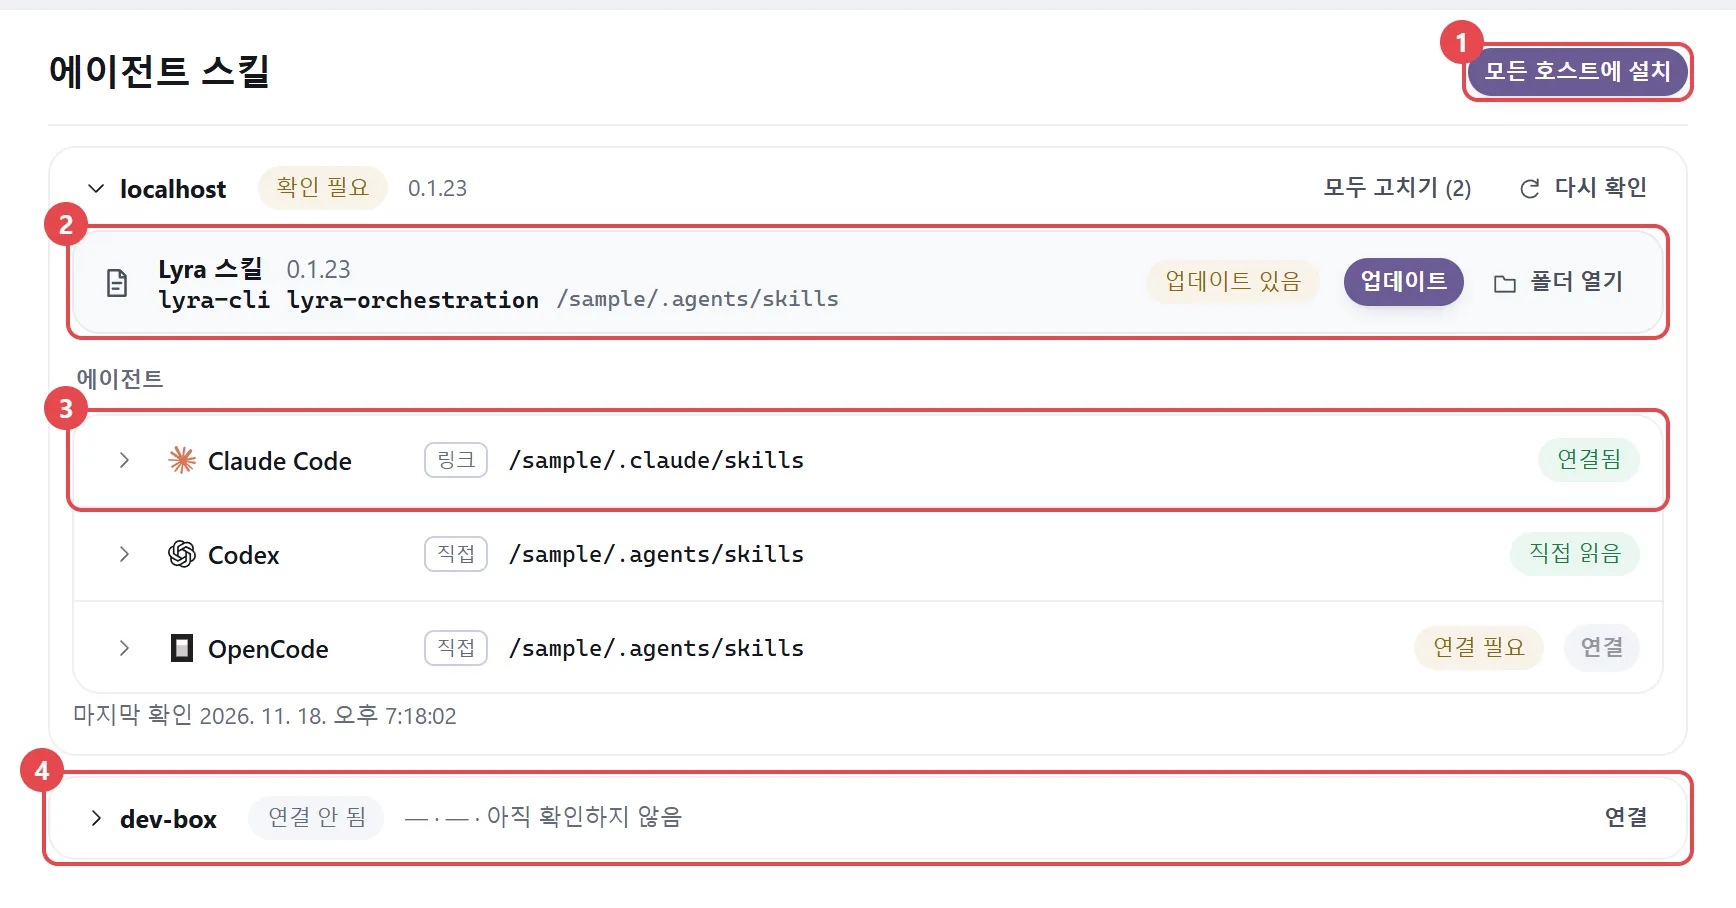 에이전트 스킬
1
모든 호스트에 설치
localhost 확인 필요 0.1.23 모두 고치기 (2) 다시 확인
2
Lyra 스킬 0.1.23
lyra-cli lyra-orchestration /sample/.agents/skills
업데이트 있음 업데이트 폴더 열기
에이전트
3
Claude Code 링크 /sample/.claude/skills 연결됨
Codex 직접 /sample/.agents/skills 직접 읽음
OpenCode 직접 /sample/.agents/skills 연결 필요 연결
마지막 확인 2026. 11. 18. 오후 7:18:02
4
dev-box 연결 안 됨 — · — · 아직 확인하지 않음 연결